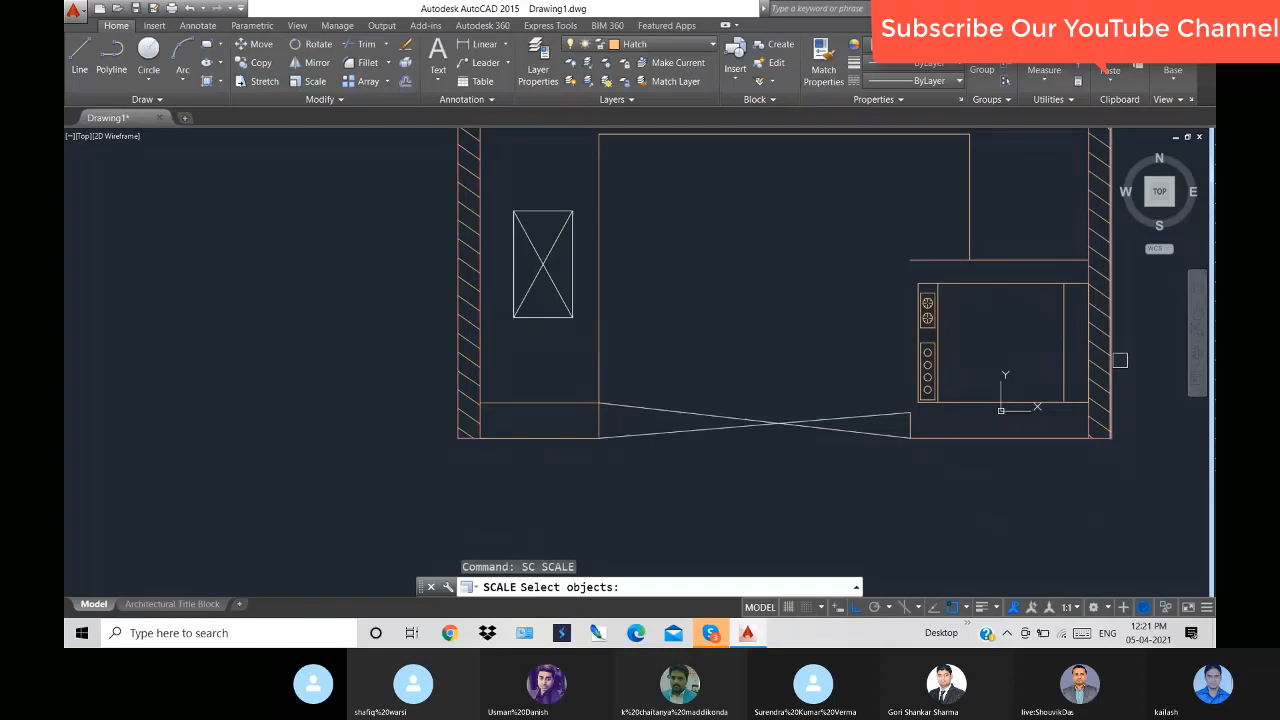 Autodesk AutoCAD 2015 Drawing1.dwg
Type a keyword or phrase
Subscribe Our YouTube Channel
Home Insert Annotate Parametric View Manage Output Add-ins Autodesk 360 Express Tools BIM 360 Featured Apps
Line Polyline Circle Arc
Move Rotate Trim
Copy Mirror Fillet
Stretch Scale Array
Text
Linear
Leader
Table
Layer Properties
Hatch
Make Current
Match Layer
Insert
Create
Edit
Match Properties
ByLayer
ByLayer
Group
Measure
Paste
Base
Draw Modify Annotation Layers Block Properties Groups Utilities Clipboard View
Drawing1*
[−][Top][2D Wireframe]
N
W TOP E
S
WCS
Y
X
Command: SC SCALE
SCALE Select objects:
Model Architectural Title Block
MODEL 1:1
Type here to search
Desktop
ENG
12:21 PM
05-04-2021
shafiq%20warsi Usman%20Danish k%20chaitanya%20maddikonda Surendra%20Kumar%20Verma Gori Shankar Sharma live:ShouvikDas kailash